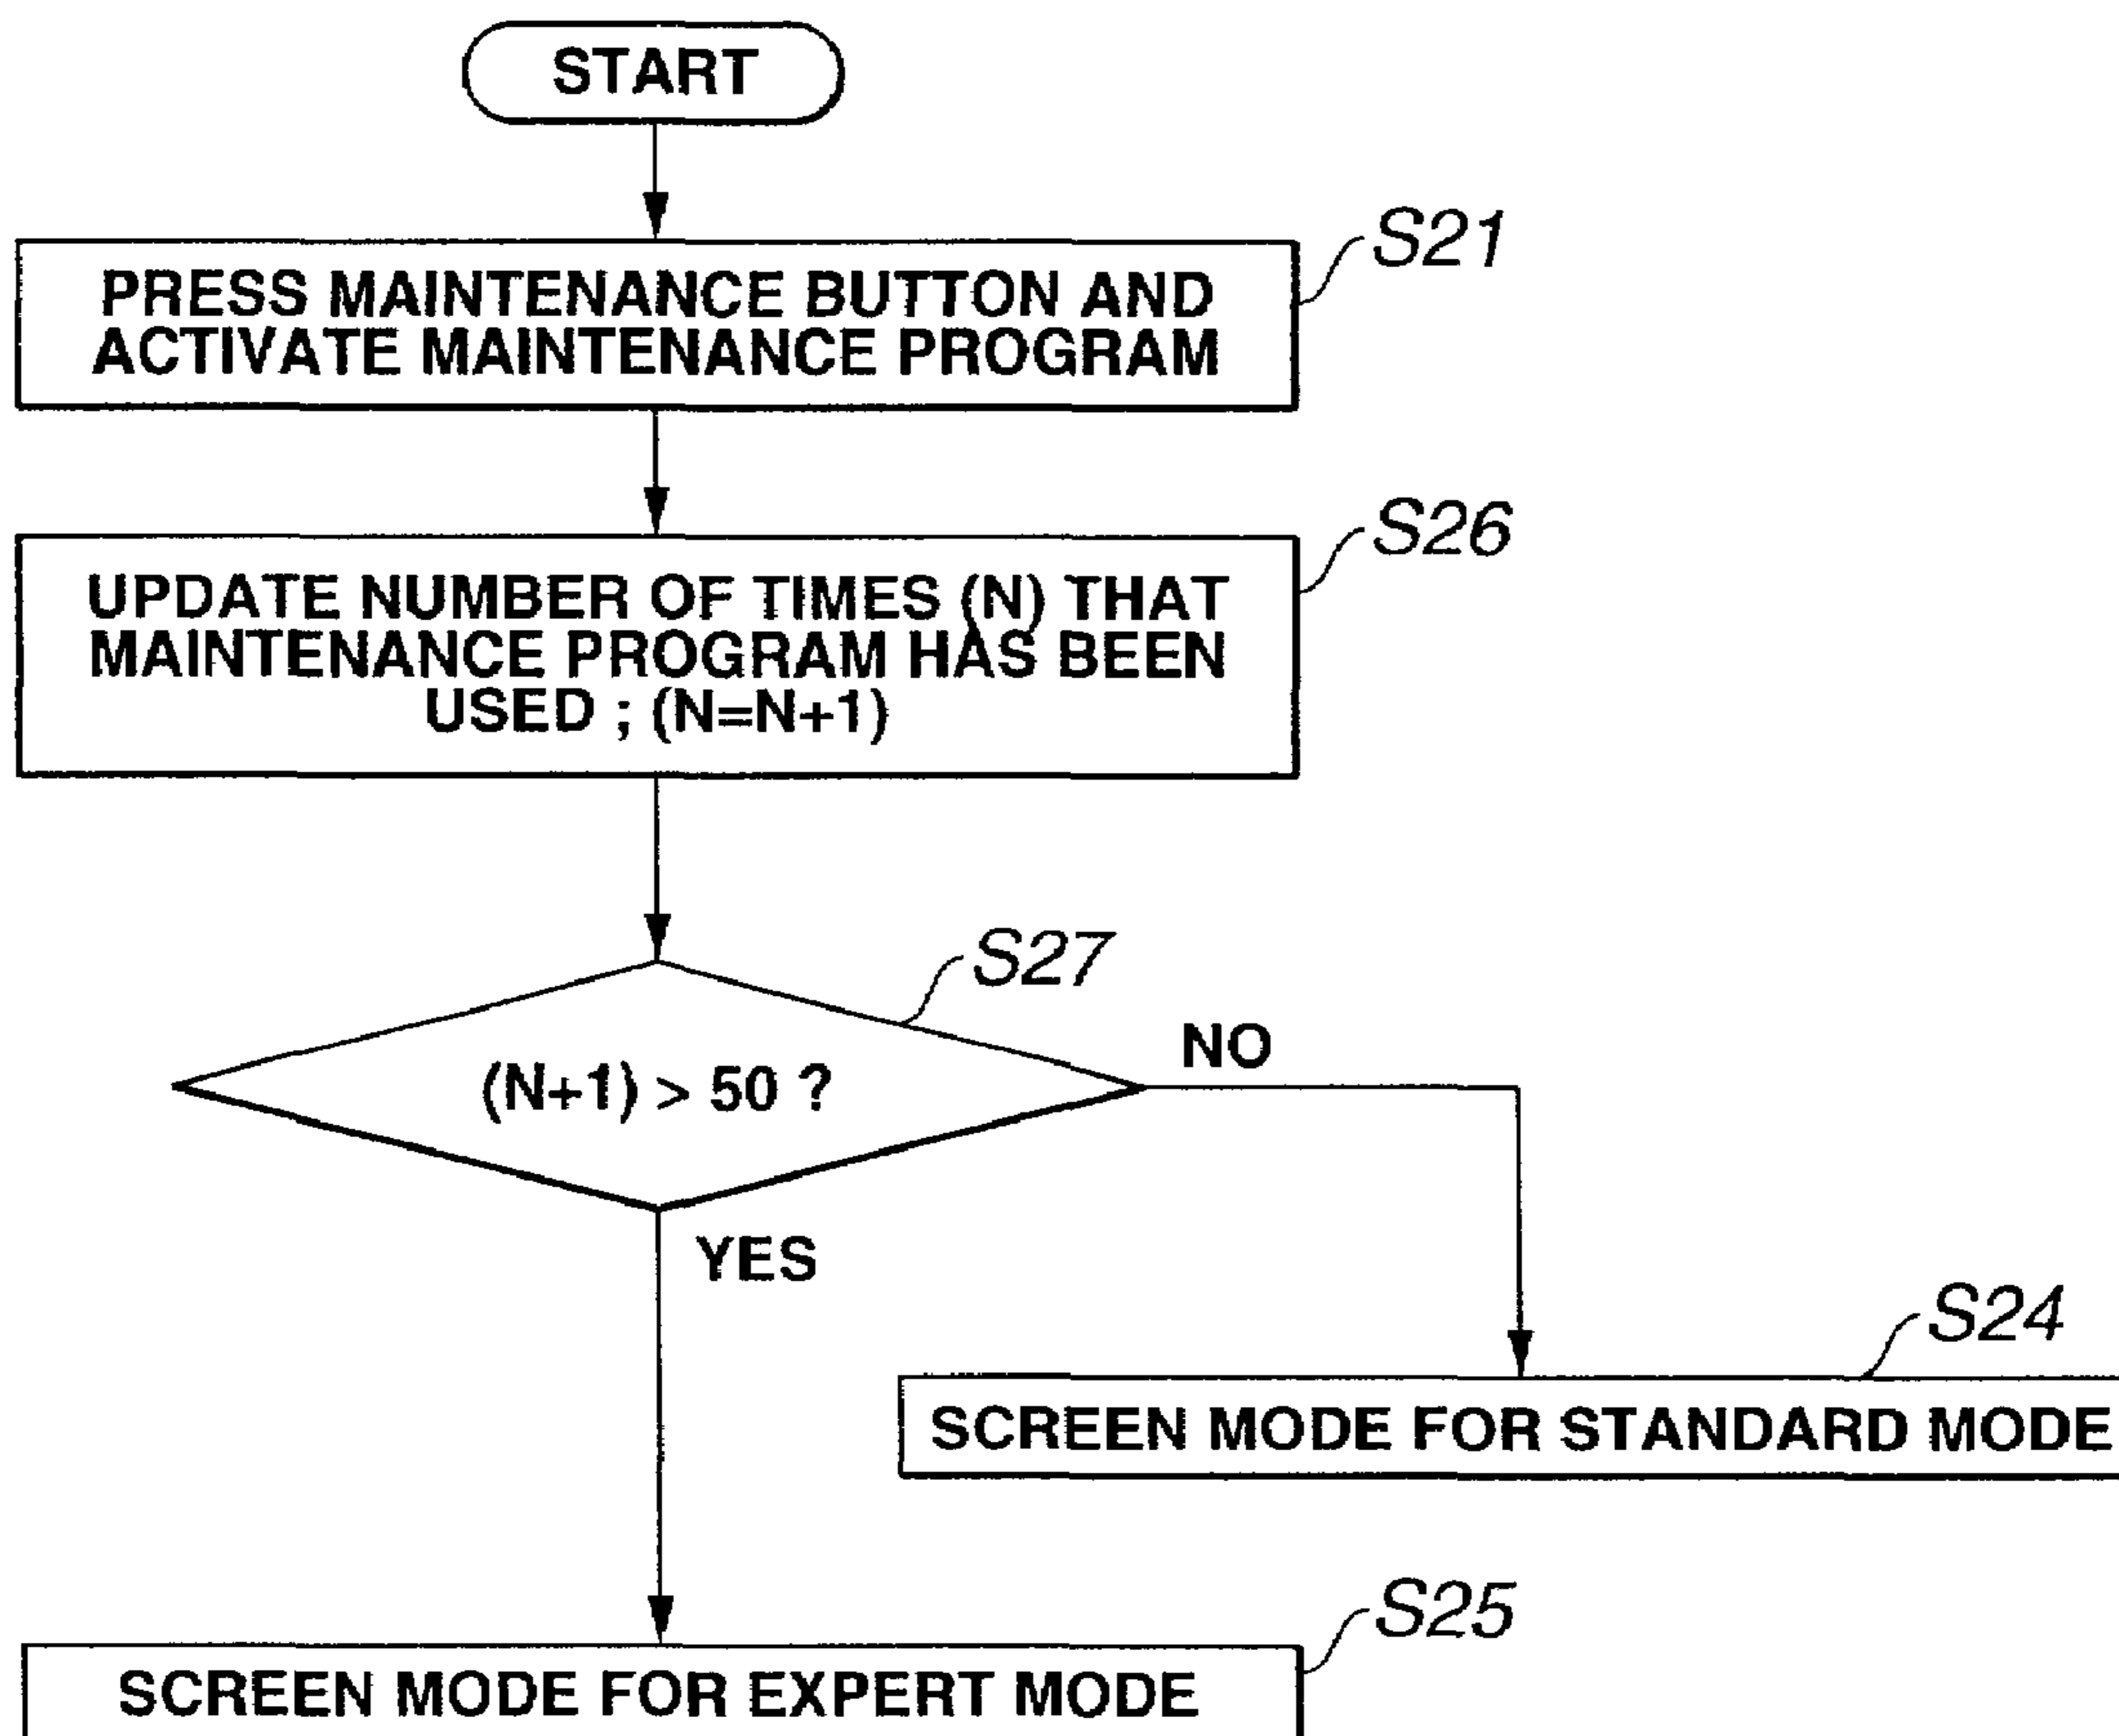 START
S21
PRESS MAINTENANCE BUTTON AND
ACTIVATE MAINTENANCE PROGRAM
S26
UPDATE NUMBER OF TIMES (N) THAT
MAINTENANCE PROGRAM HAS BEEN
USED ; (N=N+1)
S27
NO
(N+1) > 50 ?
YES
S24
SCREEN MODE FOR STANDARD MODE
S25
SCREEN MODE FOR EXPERT MODE